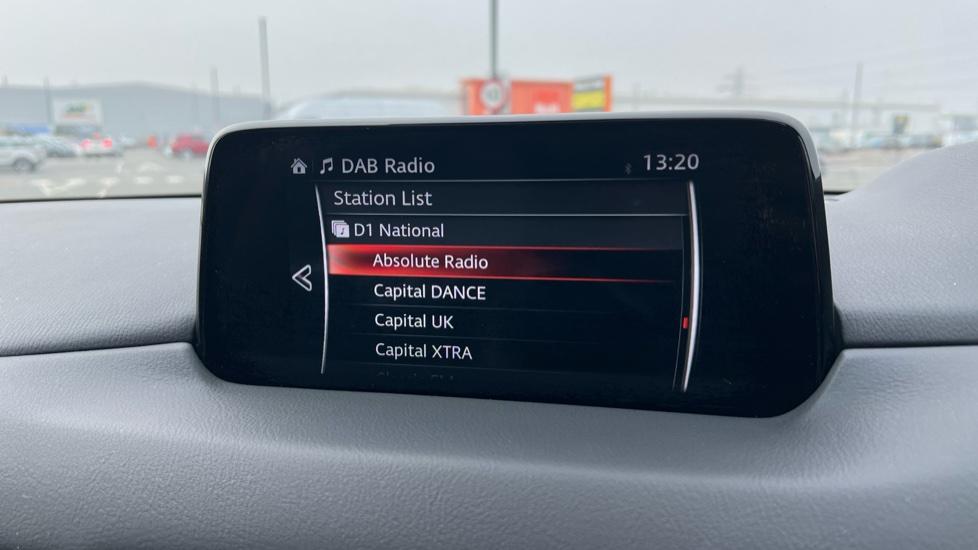 DAB Radio 13:20
Station List
D1 National
Absolute Radio
Capital DANCE
Capital UK
Capital XTRA